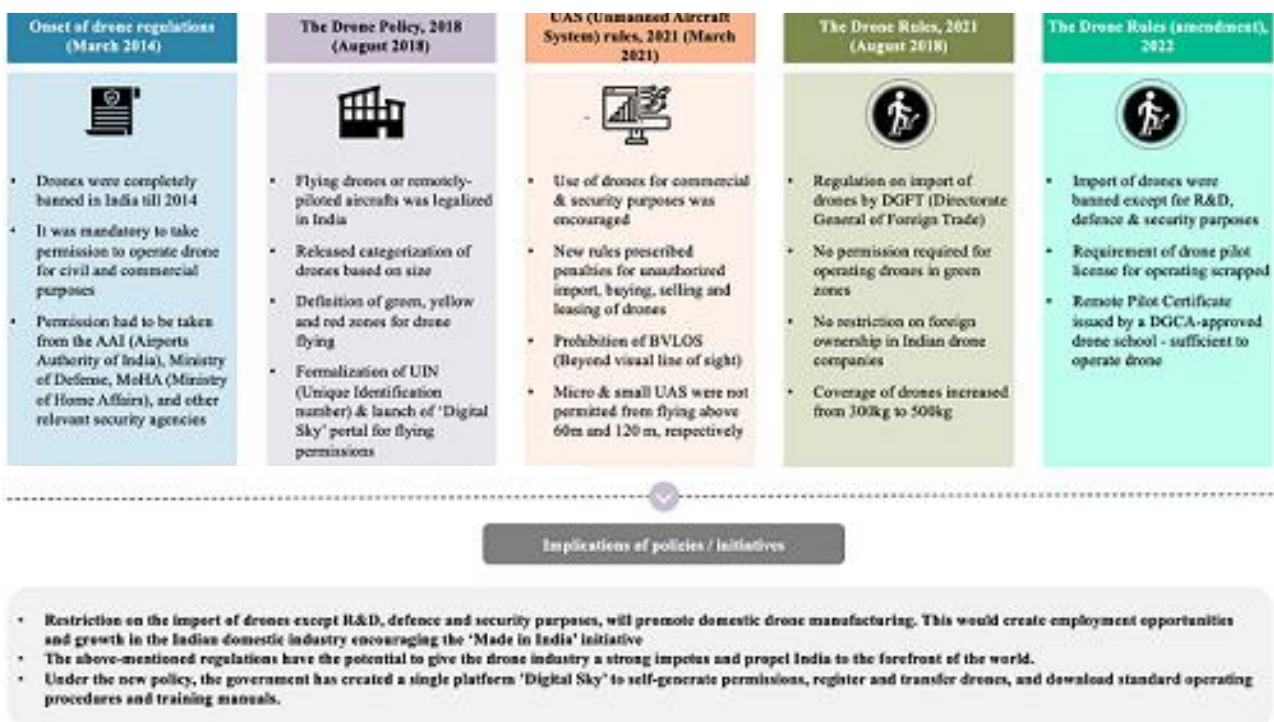 Onset of drone regulations
(March 2014)
• Drones were completely
banned in India till 2014
• It was mandatory to take
permission to operate drone
for civil and commercial
purposes
• Permission had to be taken
from the AAI (Airports
Authority of India), Ministry
of Defense, MoHA (Ministry
of Home Affairs), and other
relevant security agencies
The Drone Policy, 2018
(August 2018)
• Flying drones or remotely-
piloted aircrafts was legalized
in India
• Released categorization of
drones based on size
• Definition of green, yellow
and red zones for drone
flying
• Formalization of UIN
(Unique Identification
number) & launch of 'Digital
Sky' portal for flying
permissions
UAS (Unmanned Aircraft
System) rules, 2021 (March
2021)
• Use of drones for commercial
& security purposes was
encouraged
• New rules prescribed
penalties for unauthorized
import, buying, selling and
leasing of drones
• Prohibition of BVLOS
(Beyond visual line of sight)
• Micro & small UAS were not
permitted from flying above
60m and 120 m, respectively
The Drone Rules, 2021
(August 2018)
• Regulation on import of
drones by DGFT (Directorate
General of Foreign Trade)
• No permission required for
operating drones in green
zones
• No restriction on foreign
ownership in Indian drone
companies
• Coverage of drones increased
from 300kg to 500kg
The Drone Rules (amendment),
2022
• Import of drones were
banned except for R&D,
defence & security purposes
• Requirement of drone pilot
license for operating scrapped
• Remote Pilot Certificate
issued by a DGCA-approved
drone school - sufficient to
operate drone
Implications of policies / initiatives
• Restriction on the import of drones except R&D, defence and security purposes, will promote domestic drone manufacturing. This would create employment opportunities
and growth in the Indian domestic industry encouraging the 'Made in India' initiative
• The above-mentioned regulations have the potential to give the drone industry a strong impetus and propel India to the forefront of the world.
• Under the new policy, the government has created a single platform 'Digital Sky' to self-generate permissions, register and transfer drones, and download standard operating
procedures and training manuals.